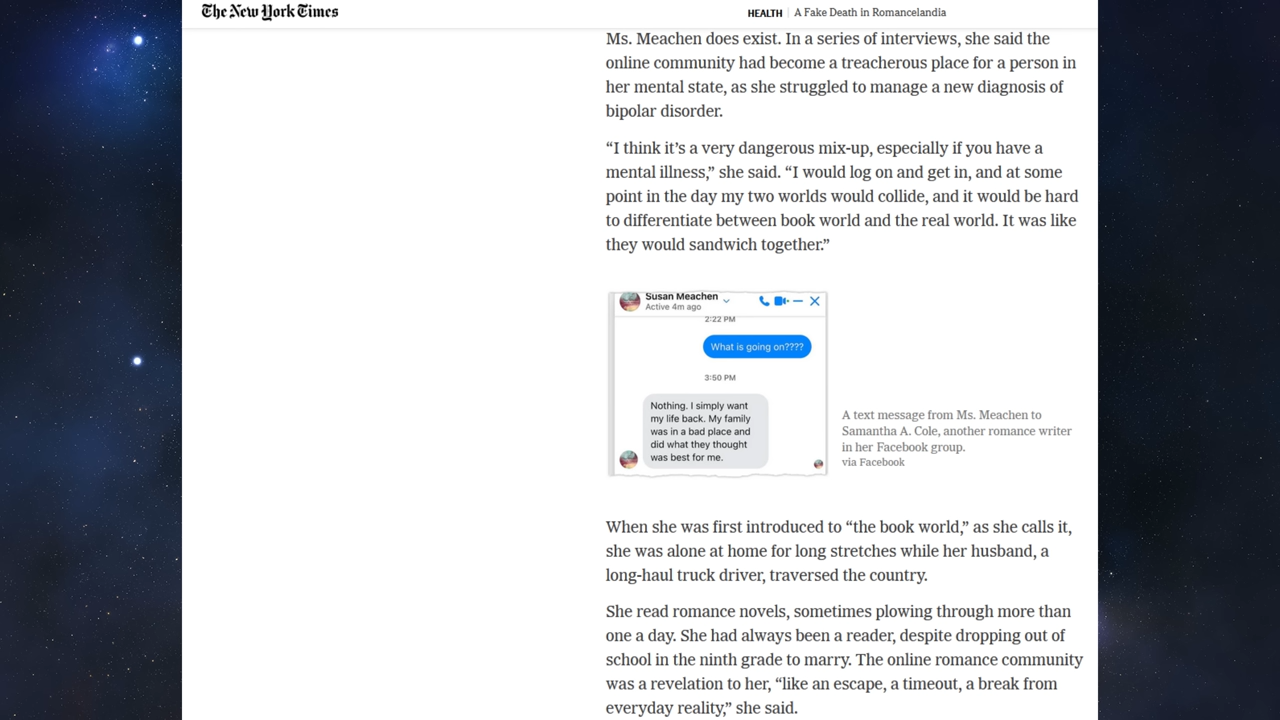 The New York Times
HEALTH | A Fake Death in Romancelandia
Ms. Meachen does exist. In a series of interviews, she said the
online community had become a treacherous place for a person in
her mental state, as she struggled to manage a new diagnosis of
bipolar disorder.
“I think it’s a very dangerous mix-up, especially if you have a
mental illness,” she said. “I would log on and get in, and at some
point in the day my two worlds would collide, and it would be hard
to differentiate between book world and the real world. It was like
they would sandwich together.”
Susan Meachen
Active 4m ago
2:22 PM
What is going on????
3:50 PM
Nothing. I simply want
my life back. My family
was in a bad place and
did what they thought
was best for me.
A text message from Ms. Meachen to
Samantha A. Cole, another romance writer
in her Facebook group.
via Facebook
When she was first introduced to “the book world,” as she calls it,
she was alone at home for long stretches while her husband, a
long-haul truck driver, traversed the country.
She read romance novels, sometimes plowing through more than
one a day. She had always been a reader, despite dropping out of
school in the ninth grade to marry. The online romance community
was a revelation to her, “like an escape, a timeout, a break from
everyday reality,” she said.